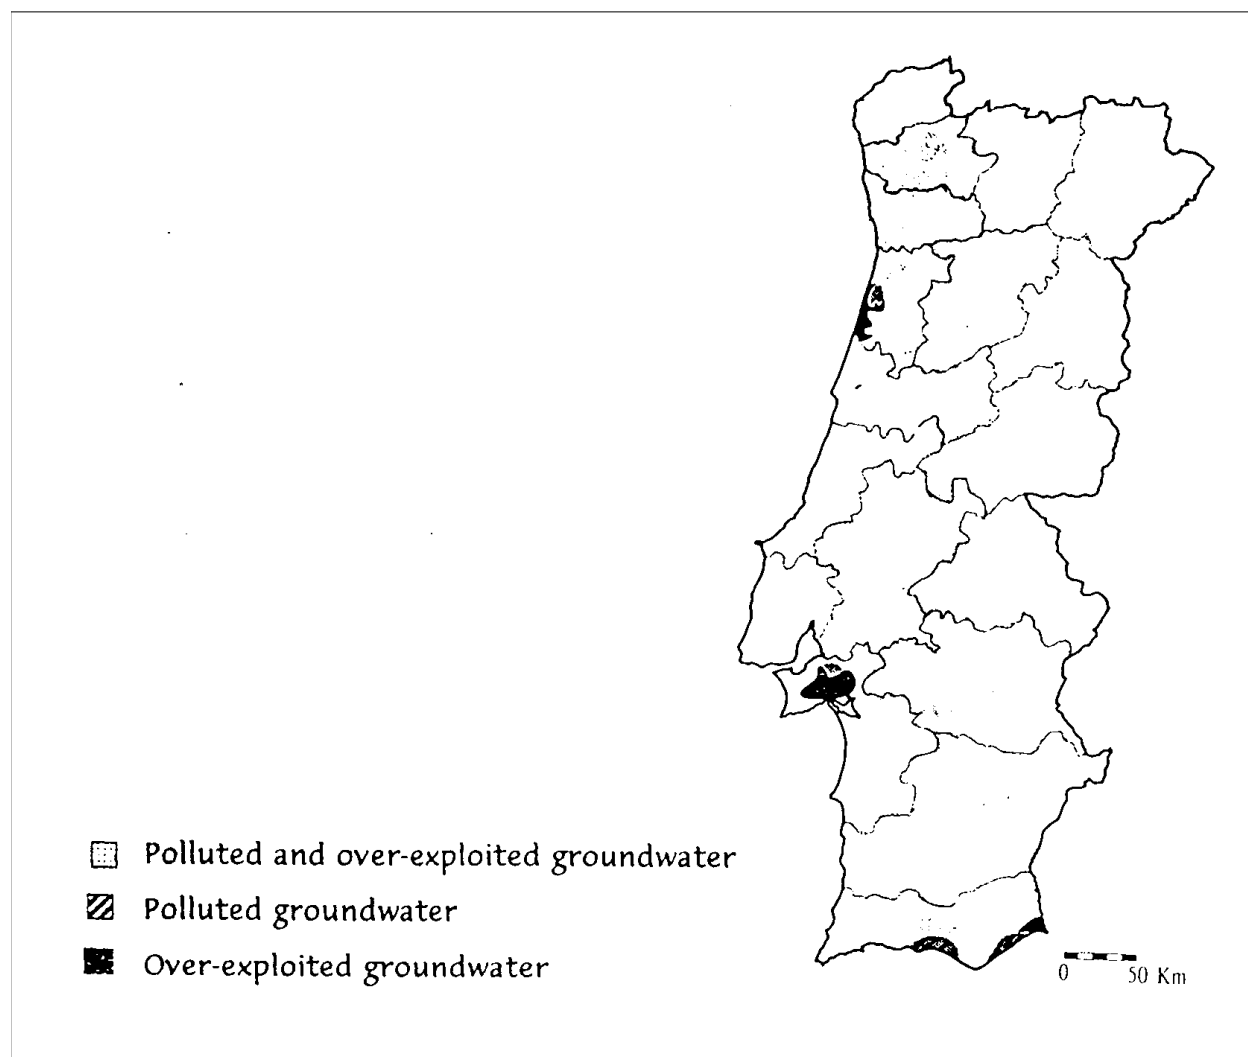 Polluted and over-exploited groundwater
Polluted groundwater
Over-exploited groundwater
0 50 Km